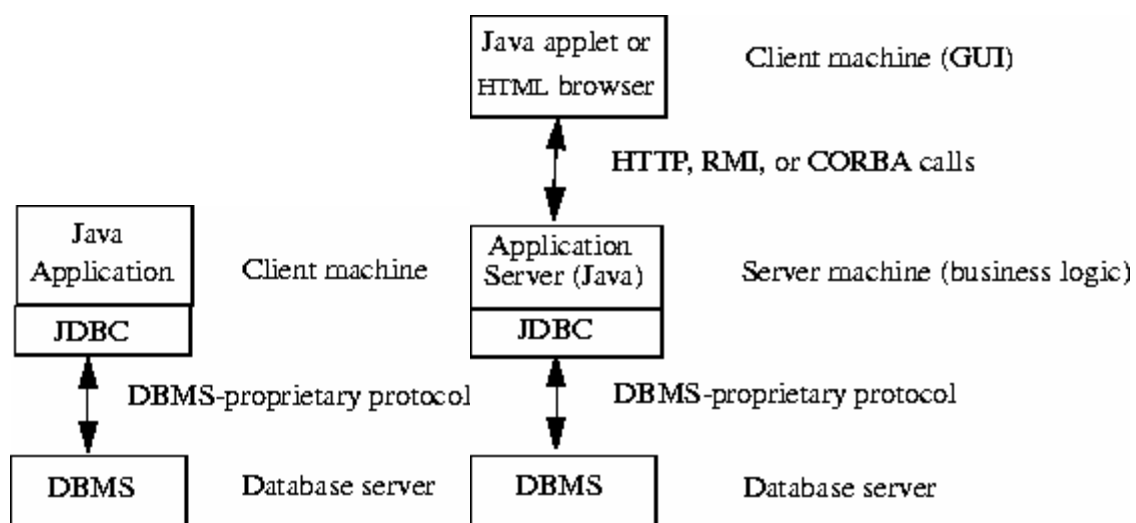 Java applet or
HTML browser
Client machine (GUI)
HTTP, RMI, or CORBA calls
Java
Application
Client machine
JDBC
DBMS-proprietary protocol
DBMS
Database server
Application
Server (Java)
Server machine (business logic)
JDBC
DBMS-proprietary protocol
DBMS
Database server